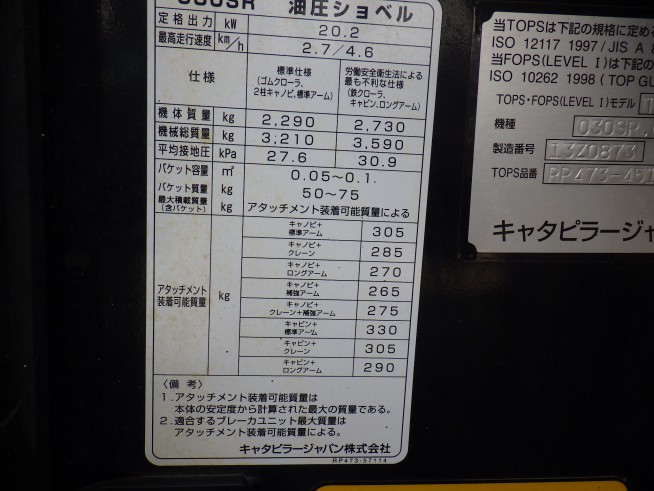 030SR 油圧ショベル
定格出力 kW 20.2
最高走行速度 km/h 2.7/4.6
仕様
標準仕様
(ゴムクローラ、
2柱キャノピ、標準アーム)
労働安全衛生法による
最も不利な仕様
(鉄クローラ、
キャビン、ロングアーム)
機体質量 kg 2,290 2,730
機械総質量 kg 3,210 3,590
平均接地圧 kPa 27.6 30.9
バケット容量 m³ 0.05〜0.1
バケット質量 kg 50〜75
最大積載質量
(含バケット) kg アタッチメント装着可能質量による
アタッチメント
装着可能質量 kg
キャノピ+
標準アーム 305
キャノピ+
クレーン 285
キャノピ+
ロングアーム 270
キャノピ+
補強アーム 265
キャノピ+
クレーン+補強アーム 275
キャビン+
標準アーム 330
キャビン+
クレーン 305
キャビン+
ロングアーム 290
〈備 考〉
1.アタッチメント装着可能質量は
本体の安定度から計算された最大の質量である。
2.適合するブレーカユニット最大質量は
アタッチメント装着可能質量による。
キャタピラージャパン株式会社
RP473-57114
当TOPSは下記の規格に定め
ISO 12117 1997/JIS A 8
当FOPS(LEVEL I)は下記の
ISO 10262 1998 (TOP GU
TOPS・FOPS(LEVEL I)モデル
機種 030SR
製造番号 13Z0873
TOPS品番 RP473-451
キャタピラージャ